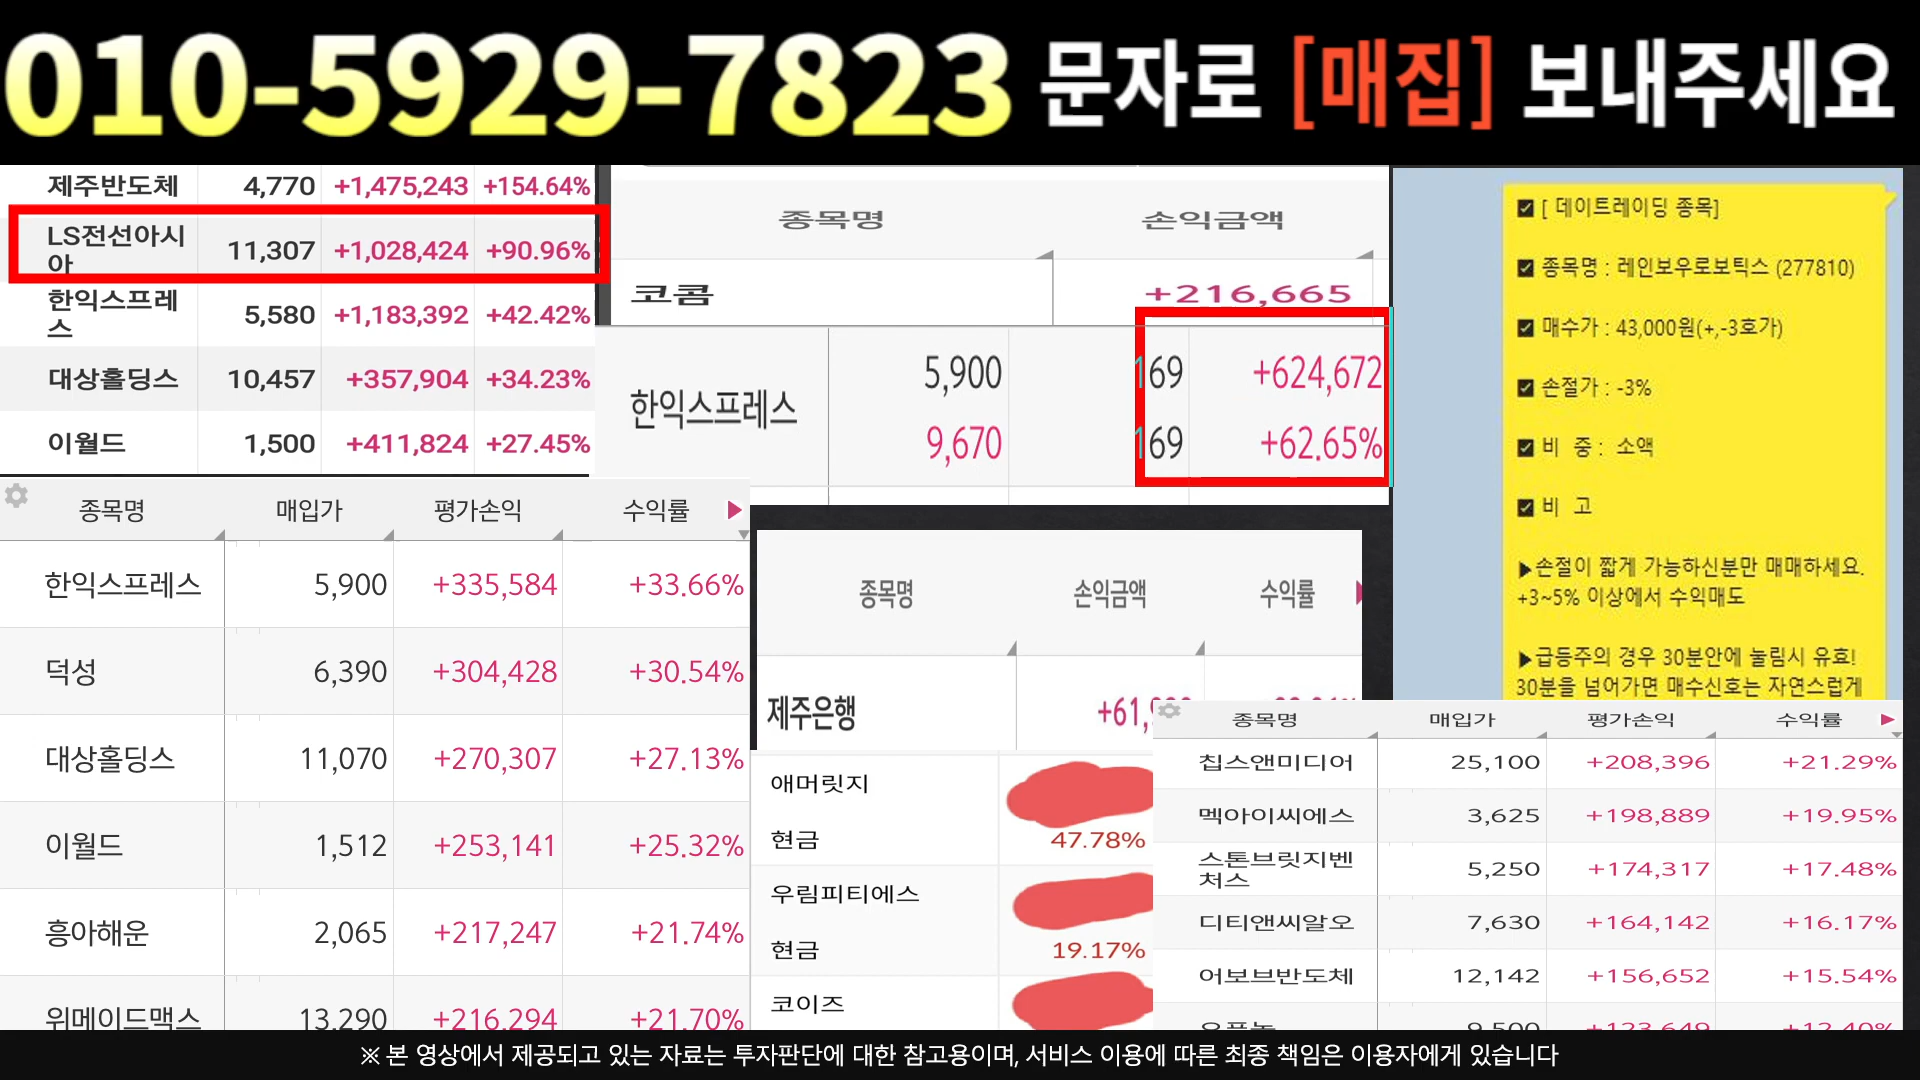 010-5929-7823 문자로 [매집] 보내주세요
제주반도체 4,770 +1,475,243 +154.64%
LS전선아시아 11,307 +1,028,424 +90.96%
한익스프레스 5,580 +1,183,392 +42.42%
대상홀딩스 10,457 +357,904 +34.23%
이월드 1,500 +411,824 +27.45%
종목명 손익금액
코콤 +216,665
한익스프레스 5,900 169 +624,672
9,670 169 +62.65%
☑ [ 데이트레이딩 종목]
☑ 종목명 : 레인보우로보틱스 (277810)
☑ 매수가 : 43,000원(+,-3호가)
☑ 손절가 : -3%
☑ 비 중 : 소액
☑ 비 고
▶손절이 짧게 가능하신분만 매매하세요.
+3~5% 이상에서 수익매도
▶급등주의 경우 30분안에 눌림시 유효!
30분을 넘어가면 매수신호는 자연스럽게
종목명 매입가 평가손익 수익률
한익스프레스 5,900 +335,584 +33.66%
덕성 6,390 +304,428 +30.54%
대상홀딩스 11,070 +270,307 +27.13%
이월드 1,512 +253,141 +25.32%
흥아해운 2,065 +217,247 +21.74%
위메이드맥스 13,290 +216,294 +21.70%
종목명 손익금액 수익률
제주은행
애머릿지
현금 47.78%
우림피티에스
현금 19.17%
코이즈
종목명 매입가 평가손익 수익률
칩스앤미디어 25,100 +208,396 +21.29%
멕아이씨에스 3,625 +198,889 +19.95%
스톤브릿지벤처스 5,250 +174,317 +17.48%
디티앤씨알오 7,630 +164,142 +16.17%
어보브반도체 12,142 +156,652 +15.54%
※ 본 영상에서 제공되고 있는 자료는 투자판단에 대한 참고용이며, 서비스 이용에 따른 최종 책임은 이용자에게 있습니다